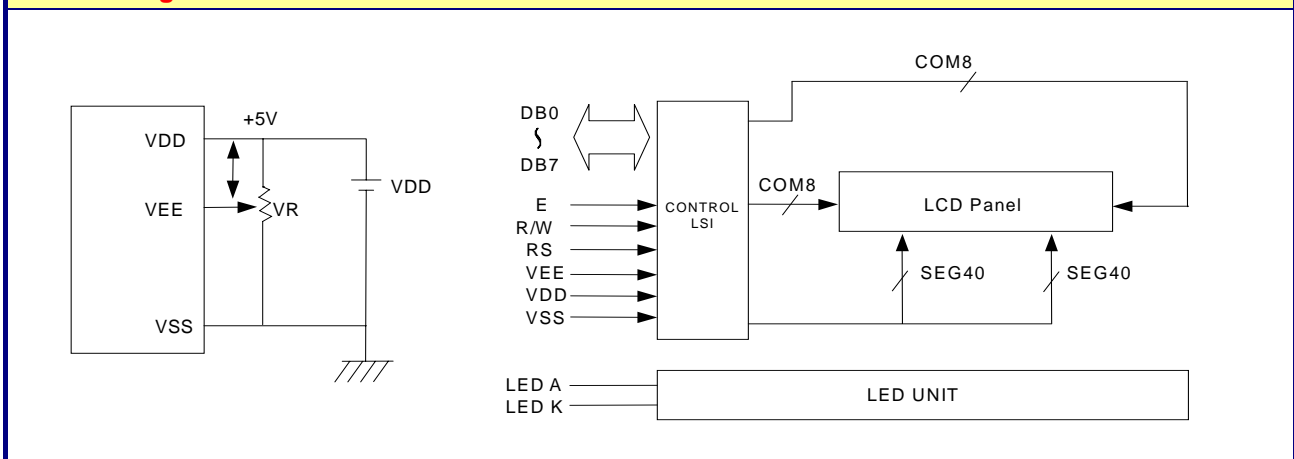 +5V
VDD
VEE
VR
VDD
VSS
COM8
DB0
DB7
E
R/W
RS
VEE
VDD
VSS
CONTROL
LSI
COM8
LCD Panel
SEG40
SEG40
LED A
LED K
LED UNIT